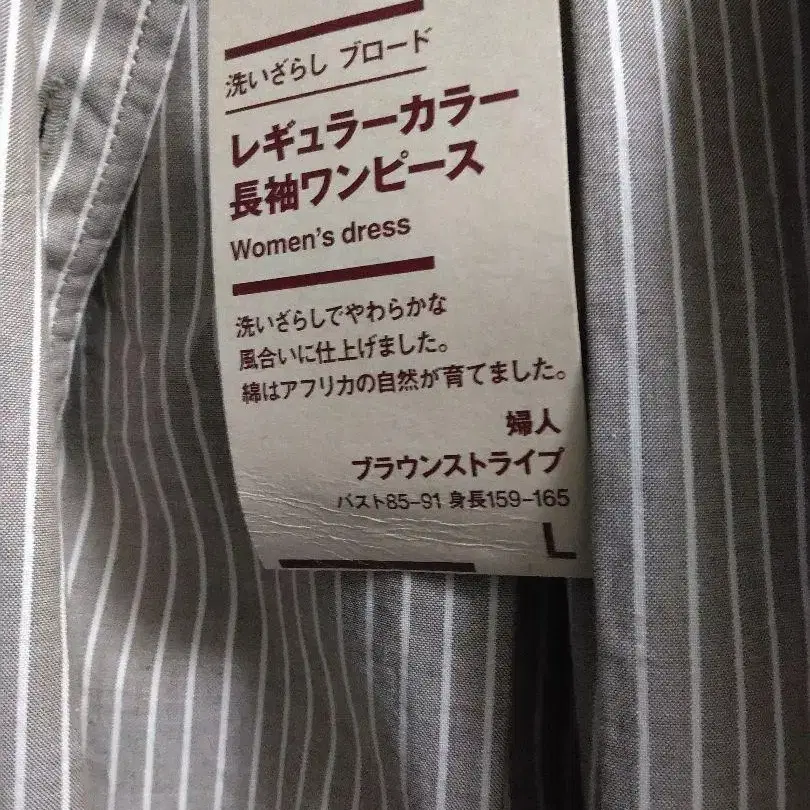 洗いざらし ブロード
レギュラーカラー
長袖ワンピース
Women's dress
洗いざらしでやわらかな
風合いに仕上げました。
綿はアフリカの自然が育てました。
婦人
ブラウンストライプ
バスト85-91 身長159-165
L